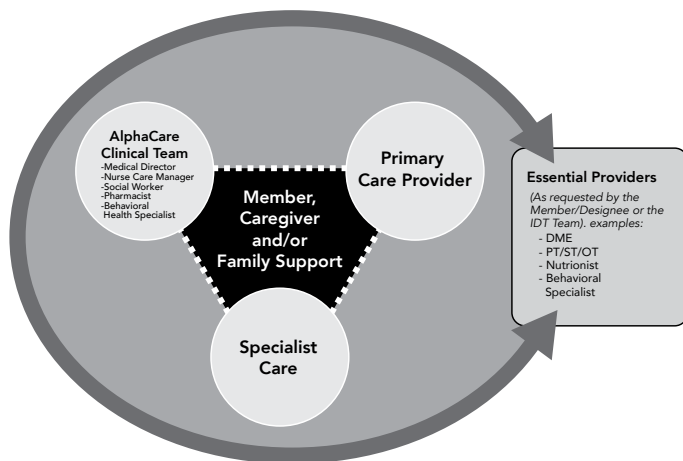 AlphaCare
Clinical Team
-Medical Director
-Nurse Care Manager
-Social Worker
-Pharmacist
-Behavioral
Health Specialist
Primary
Care Provider
Member,
Caregiver
and/or
Family Support
Specialist
Care
Essential Providers
(As requested by the
Member/Designee or the
IDT Team). examples:
- DME
- PT/ST/OT
- Nutrionist
- Behavioral
Specialist